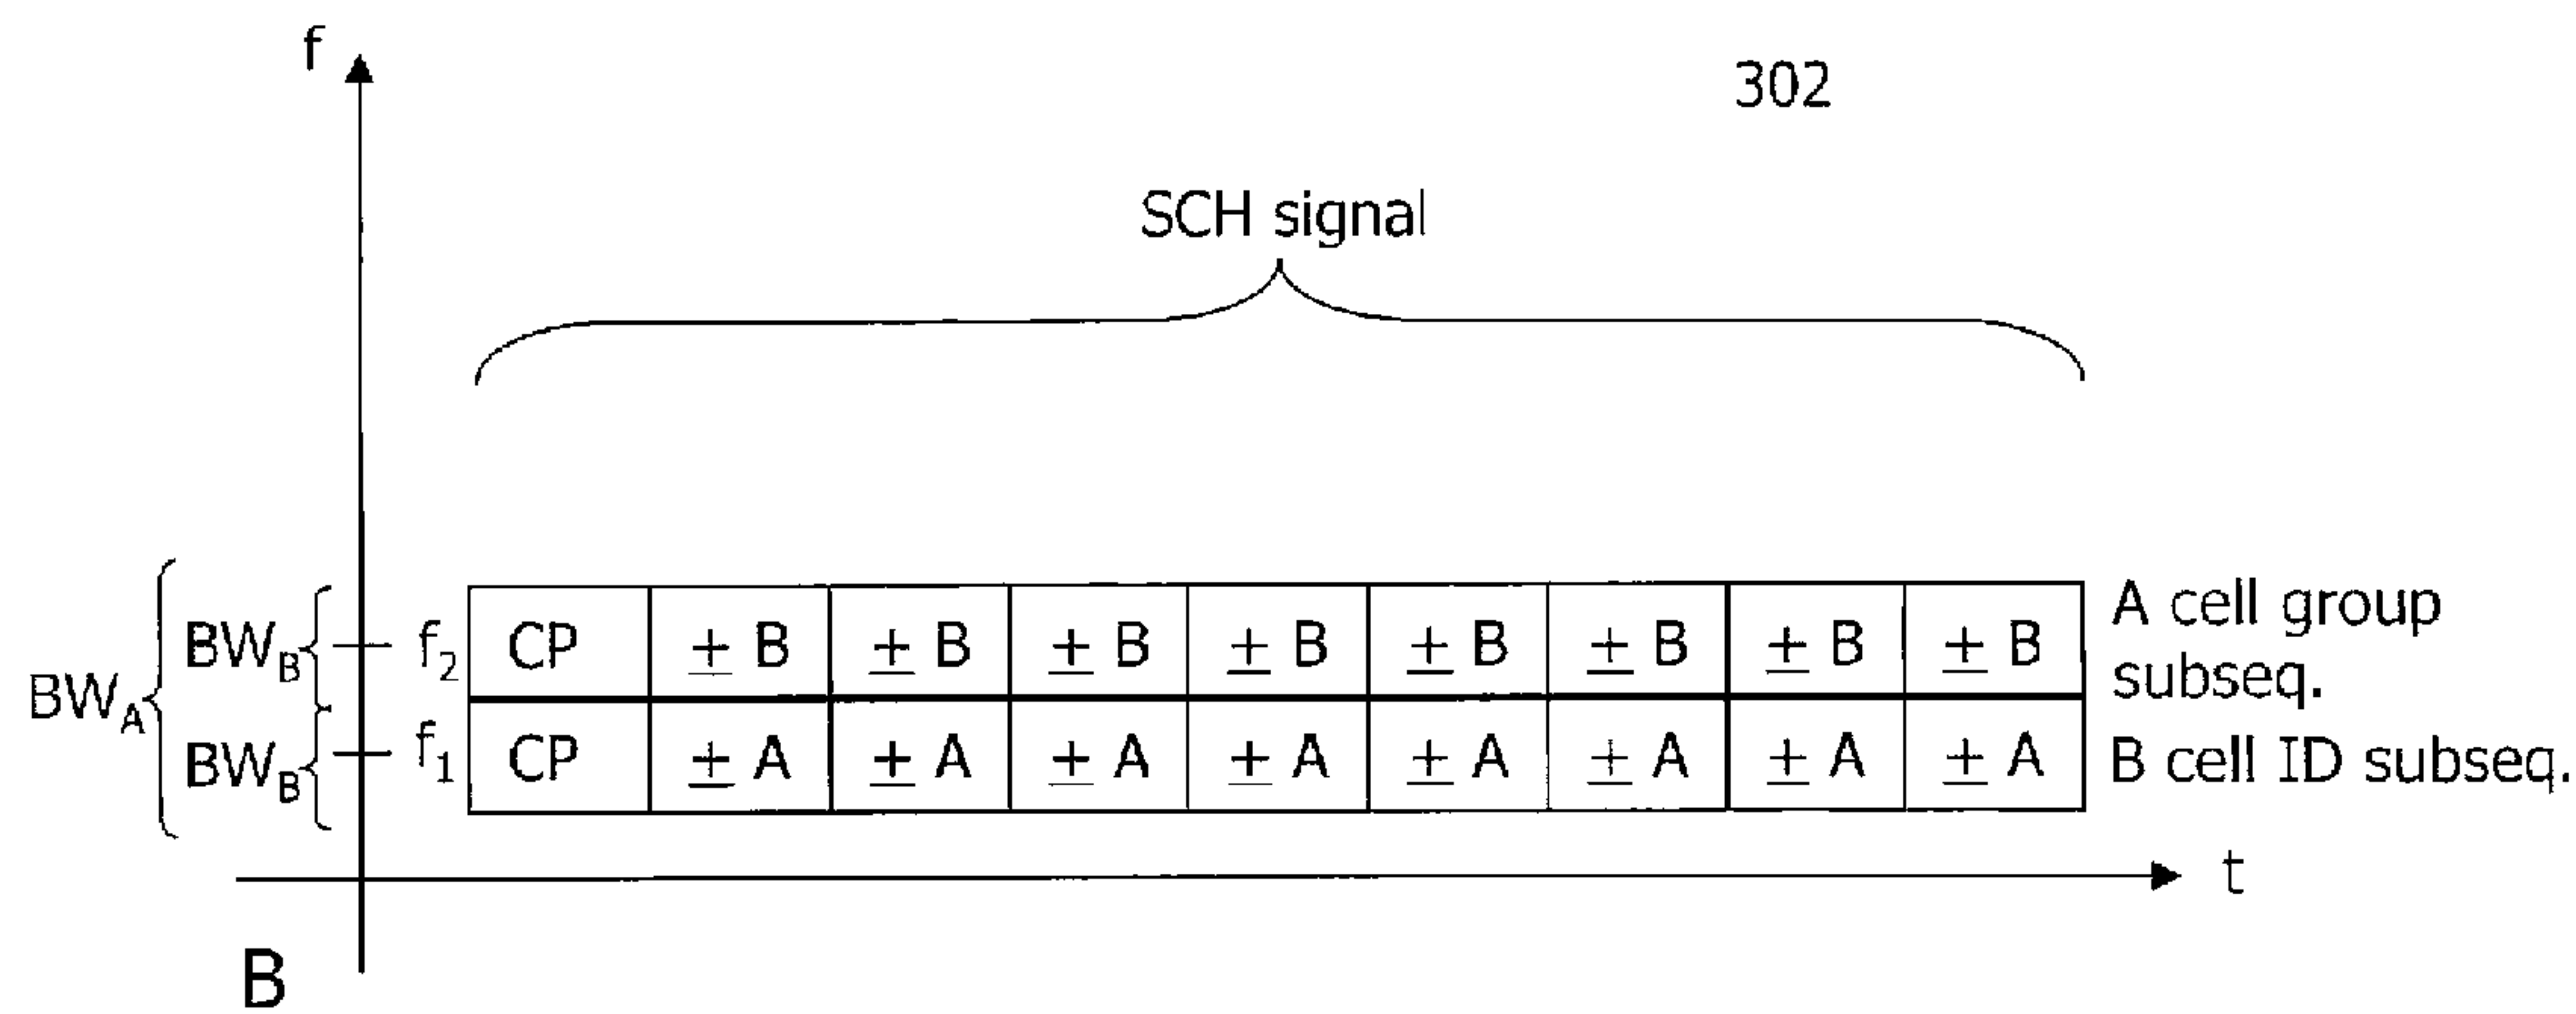 f
302
SCH signal
BW_A
BW_B f_2 CP ± B ± B ± B ± B ± B ± B ± B ± B A cell group
subseq.
BW_B f_1 CP ± A ± A ± A ± A ± A ± A ± A ± A B cell ID subseq.
t
B